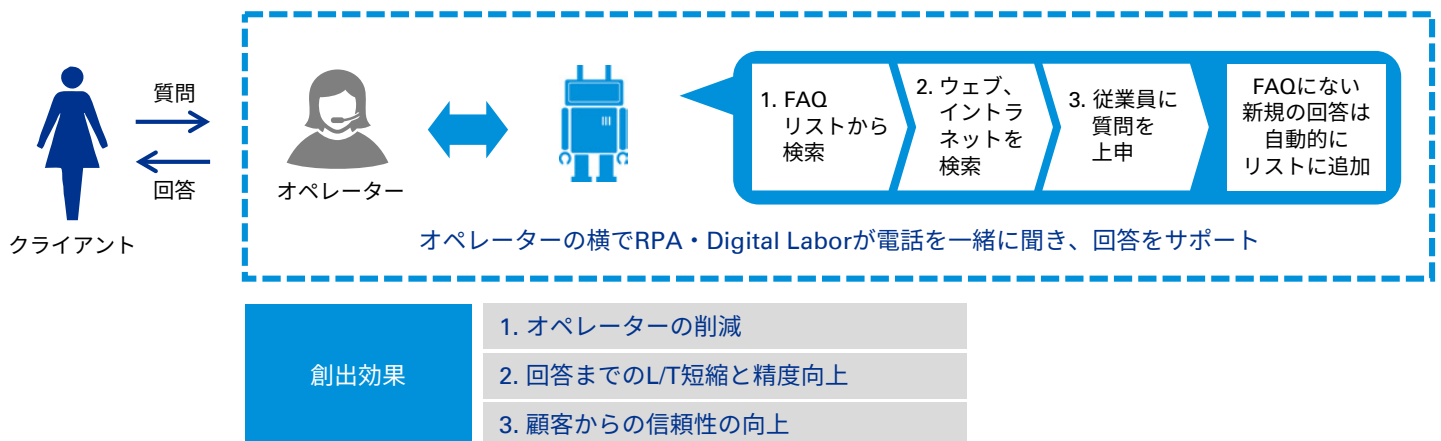 質問
回答
クライアント
オペレーター
1. FAQ
リストから
検索
2. ウェブ、
イントラ
ネットを
検索
3. 従業員に
質問を
上申
FAQにない
新規の回答は
自動的に
リストに追加
オペレーターの横でRPA・Digital Laborが電話を一緒に聞き、回答をサポート
創出効果
1. オペレーターの削減
2. 回答までのL/T短縮と精度向上
3. 顧客からの信頼性の向上